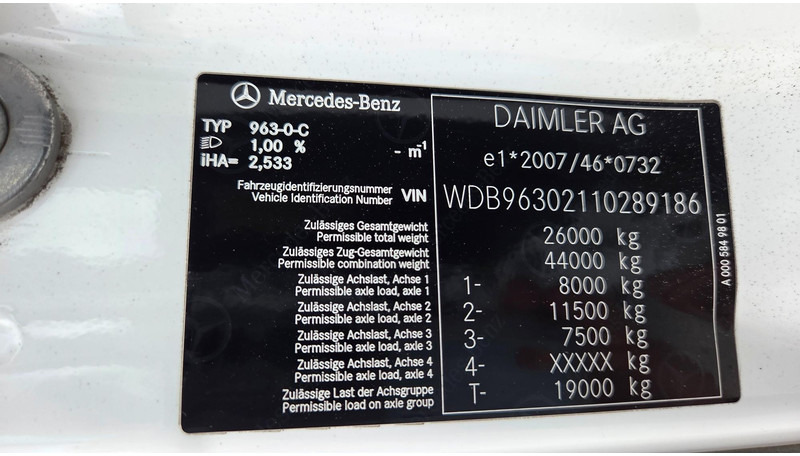 Mercedes-Benz
TYP 963-0-C
1,00 % - m-1
iHA= 2,533
Fahrzeugidentifizierungsnummer
Vehicle Identification Number VIN
Zulässiges Gesamtgewicht
Permissible total weight
Zulässiges Zug-Gesamtgewicht
Permissible combination weight
Zulässige Achslast, Achse 1
Permissible axle load, axle 1
Zulässige Achslast, Achse 2
Permissible axle load, axle 2
Zulässige Achslast, Achse 3
Permissible axle load, axle 3
Zulässige Achslast, Achse 4
Permissible axle load, axle 4
Zulässige Last der Achsgruppe
Permissible load on axle group
DAIMLER AG
e1*2007/46*0732
WDB96302110289186
26000 kg
44000 kg
1- 8000 kg
2- 11500 kg
3- 7500 kg
4- XXXXX kg
T- 19000 kg
A 000 584 98 01